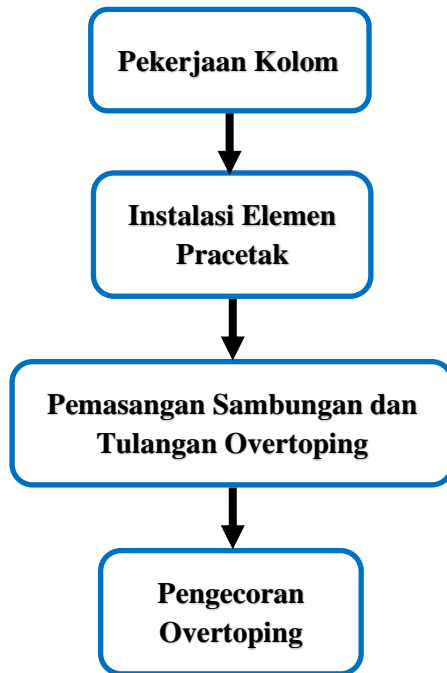 Pekerjaan Kolom
Instalasi Elemen
Pracetak
Pemasangan Sambungan dan
Tulangan Overtoping
Pengecoran
Overtoping